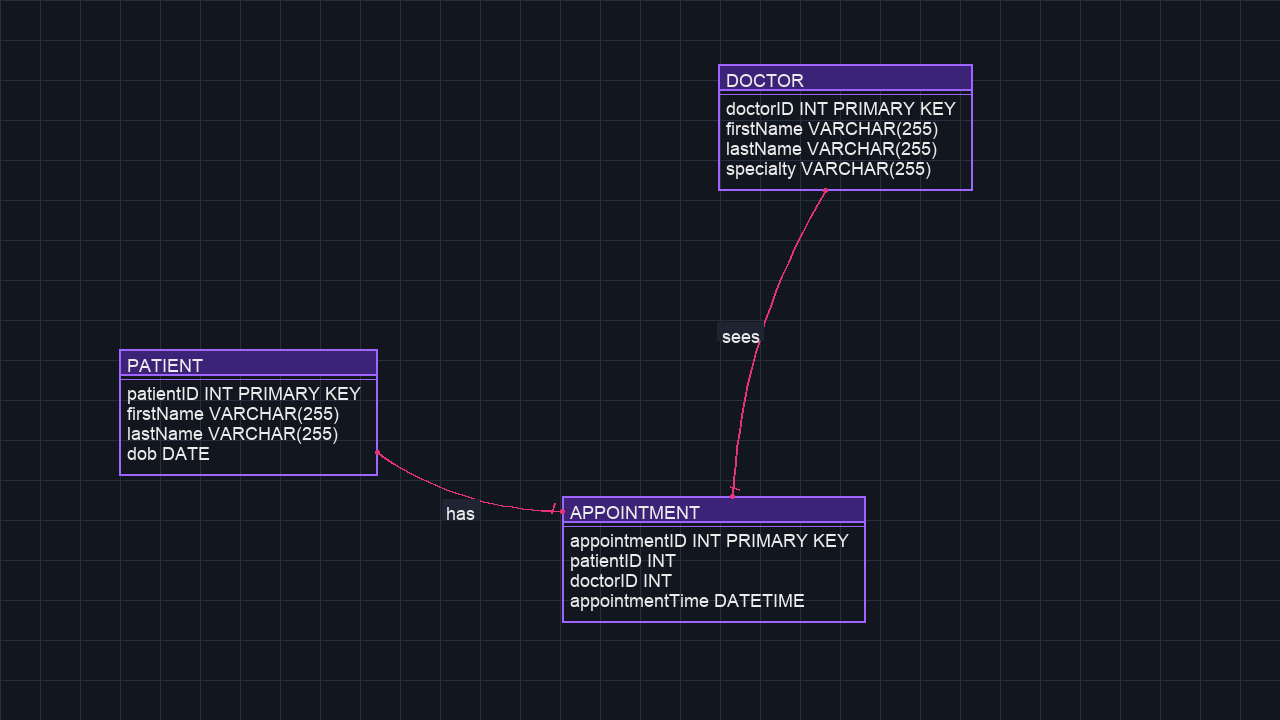 DOCTOR
doctorID INT PRIMARY KEY
firstName VARCHAR(255)
lastName VARCHAR(255)
specialty VARCHAR(255)
sees
PATIENT
patientID INT PRIMARY KEY
firstName VARCHAR(255)
lastName VARCHAR(255)
dob DATE
has
APPOINTMENT
appointmentID INT PRIMARY KEY
patientID INT
doctorID INT
appointmentTime DATETIME